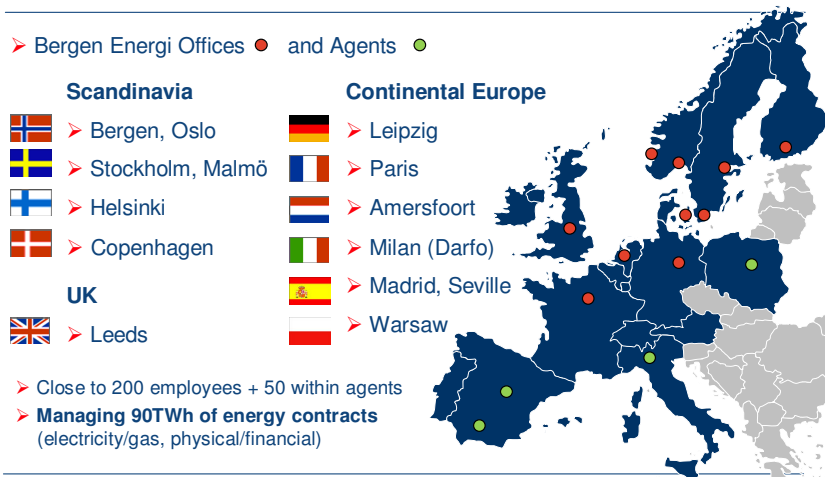 Bergen Energi Offices and Agents
Scandinavia
Bergen, Oslo
Stockholm, Malmö
Helsinki
Copenhagen
UK
Leeds
Continental Europe
Leipzig
Paris
Amersfoort
Milan (Darfo)
Madrid, Seville
Warsaw
Close to 200 employees + 50 within agents
Managing 90TWh of energy contracts
(electricity/gas, physical/financial)